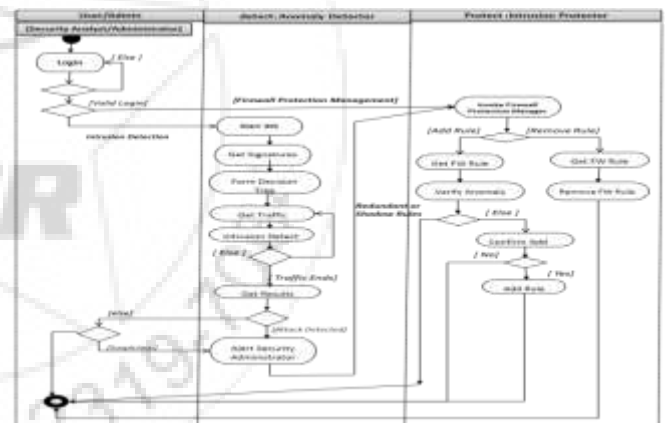 User/Admin
Detect: Anomaly Detector
Protect: Intrusion Protector
[Security Analyst/Administrator]
Login
[ Else ]
[Valid Login]
[Firewall Protection Management]
Intrusion Detection
Invoke Firewall
Protection Manager
[Add Rule]
[Remove Rule]
Get FW Rule
Get FW Rule
Verify Anomaly
Remove FW Rule
Start IDS
Get Signatures
Form Decision
Tree
Get Traffic
Intrusion Detect
[ Else ]
[ Traffic Ends]
Get Results
Redundant or
Shadow Rules
[ Else ]
Confirm Add
[ No]
[ Yes]
Add Rule
[else]
[Attack Detected]
Alert Security
Administrator
ER
2019